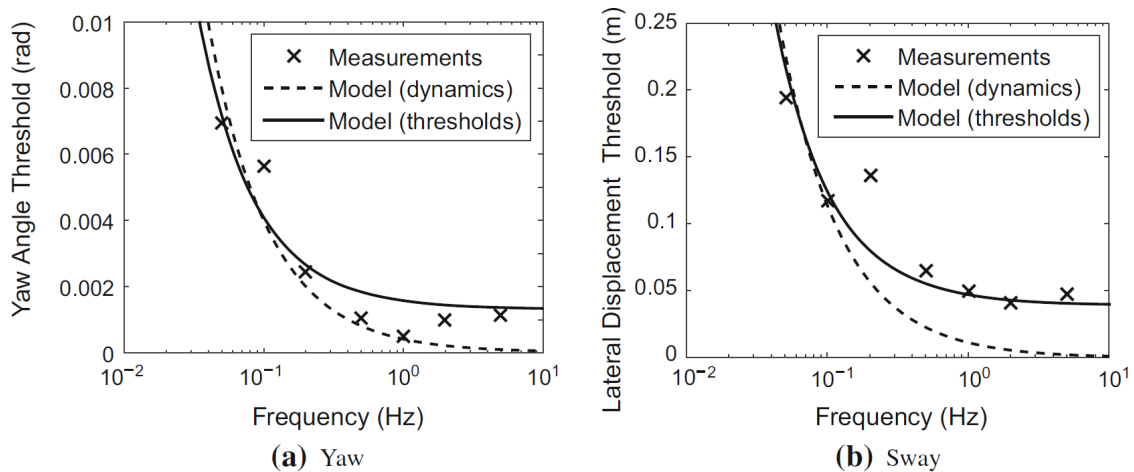 Yaw Angle Threshold (rad)
0.01
0.008
0.006
0.004
0.002
0
Measurements
Model (dynamics)
Model (thresholds)
10⁻² 10⁻¹ 10⁰ 10¹
Frequency (Hz)
(a) Yaw
Lateral Displacement Threshold (m)
0.25
0.2
0.15
0.1
0.05
0
Measurements
Model (dynamics)
Model (thresholds)
10⁻² 10⁻¹ 10⁰ 10¹
Frequency (Hz)
(b) Sway